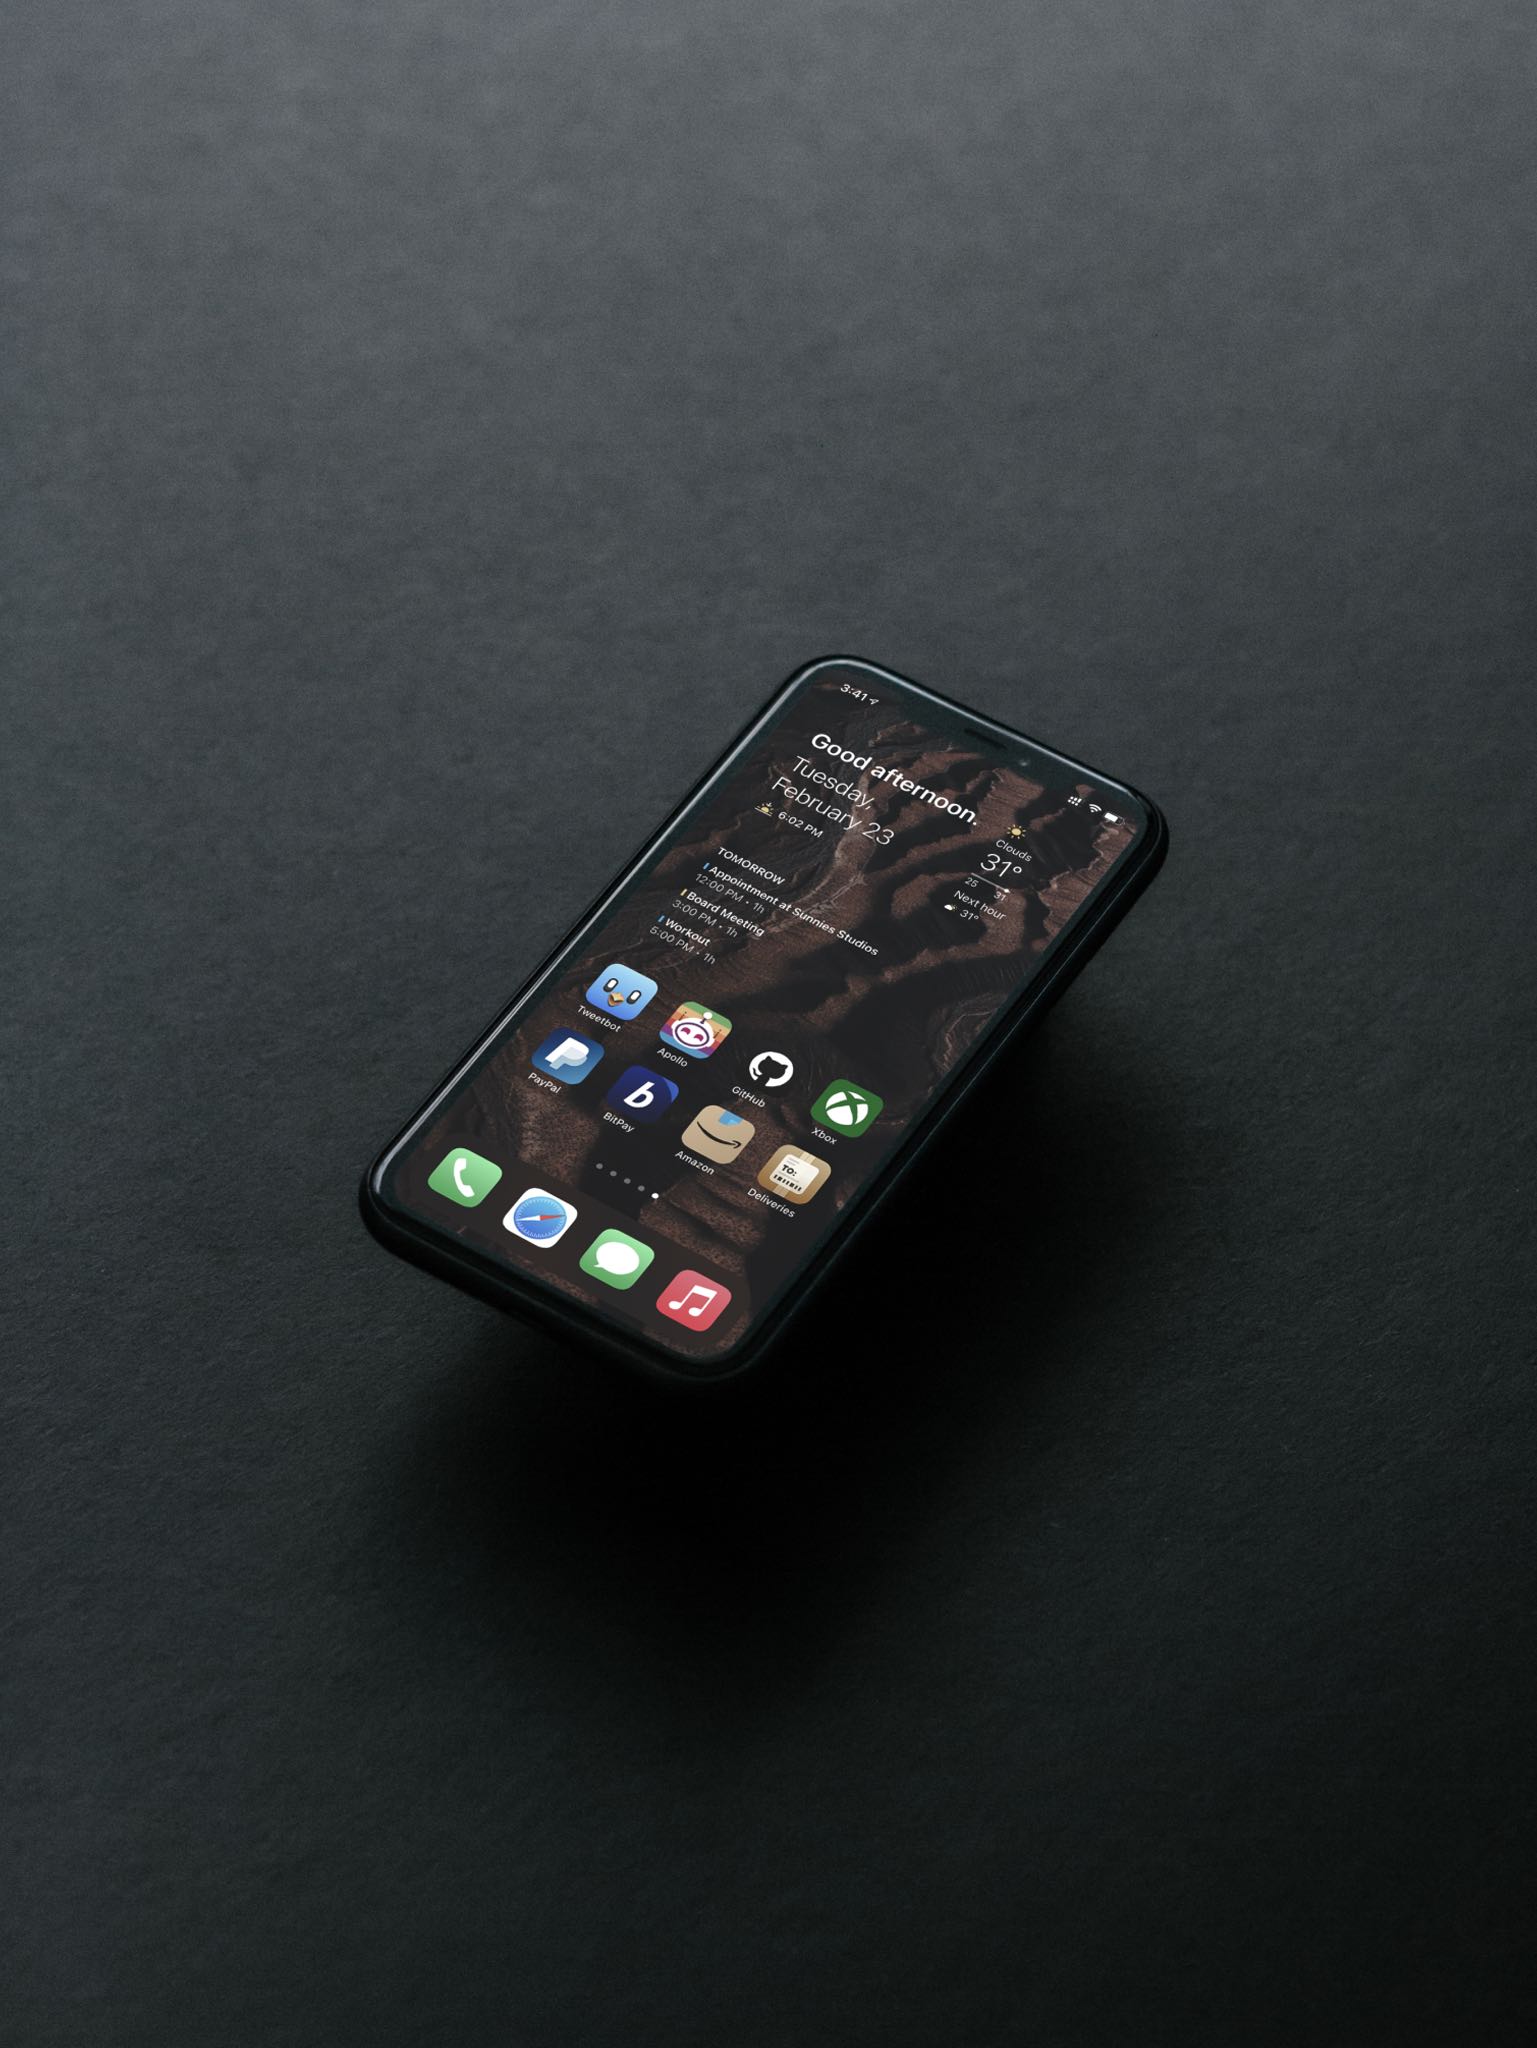 3:41
Good afternoon.
Tuesday,
February 23
6:02 PM
Clouds
31°
25 31
Next hour
31°
TOMORROW
Appointment at Sunnies Studios
12:00 PM • 1h
Board Meeting
3:00 PM • 1h
Workout
5:00 PM • 1h
Tweetbot
Apollo
GitHub
Xbox
PayPal
BitPay
Amazon
TO:
Deliveries